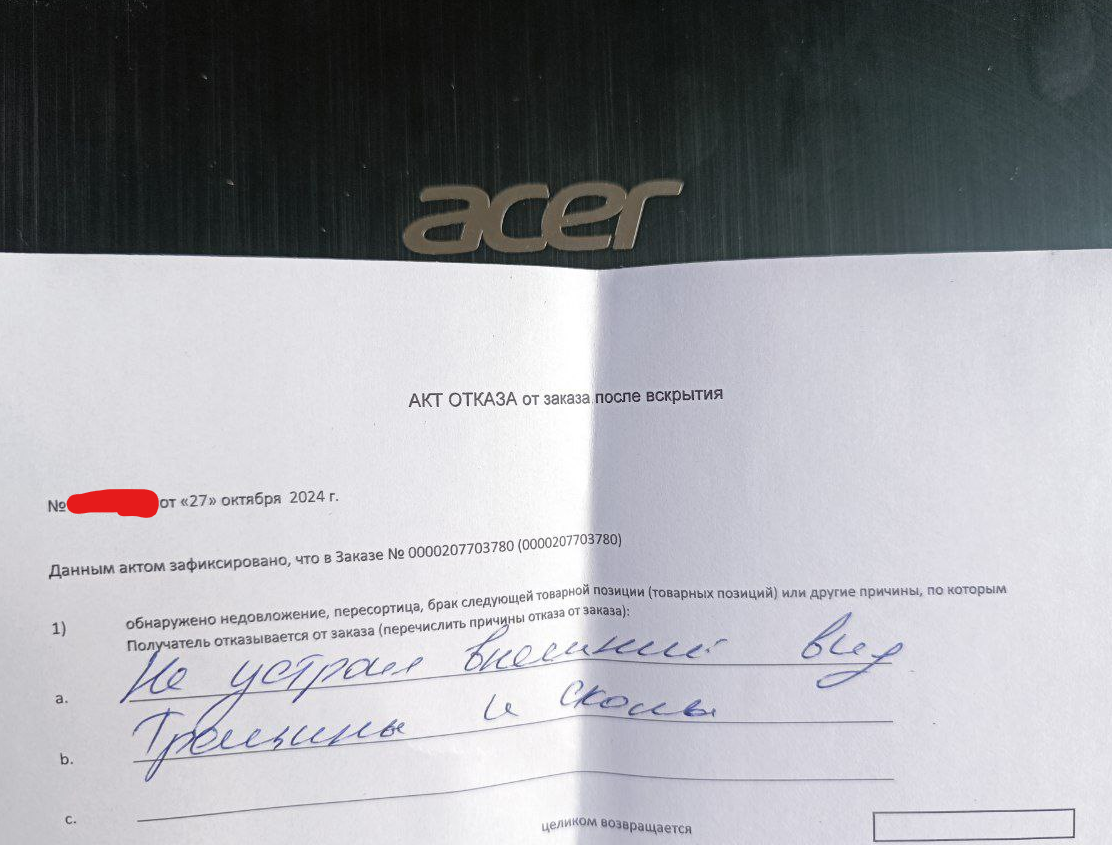 acer
АКТ ОТКАЗА от заказа после вскрытия
№ от «27» октября 2024 г.
Данным актом зафиксировано, что в Заказе № 0000207703780 (0000207703780)
1) обнаружено недовложение, пересортица, брак следующей товарной позиции (товарных позиций) или другие причины, по которым
Получатель отказывается от заказа (перечислить причины отказа от заказа):
a. Не устроил внешний вид
b. Трещины и сколы
c.
целиком возвращается